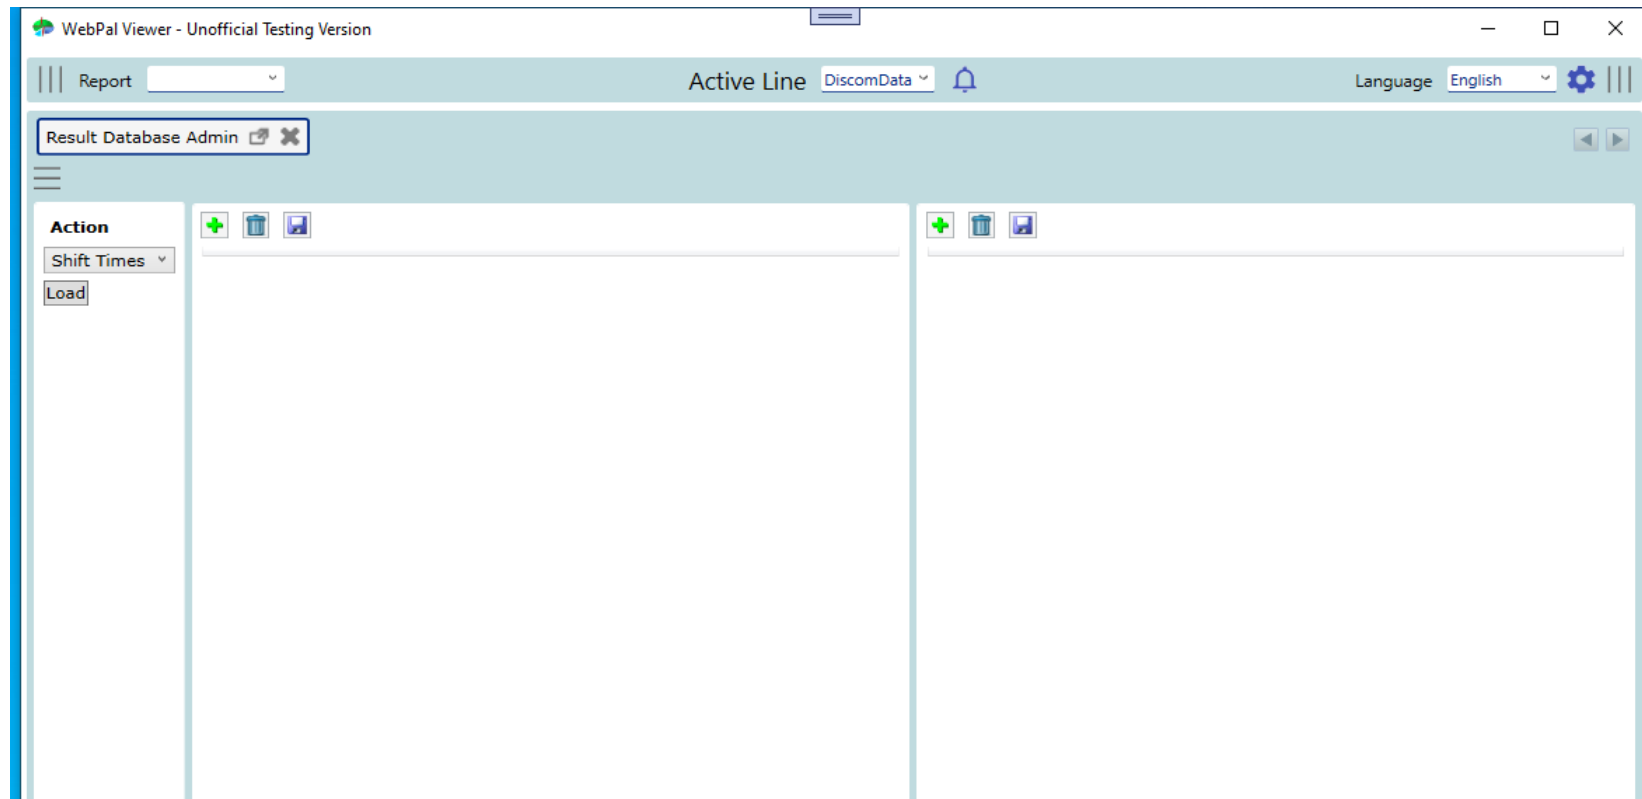 WebPal Viewer - Unofficial Testing Version
Report
Active Line DiscomData
Language English
Result Database Admin
Action
Shift Times
Load